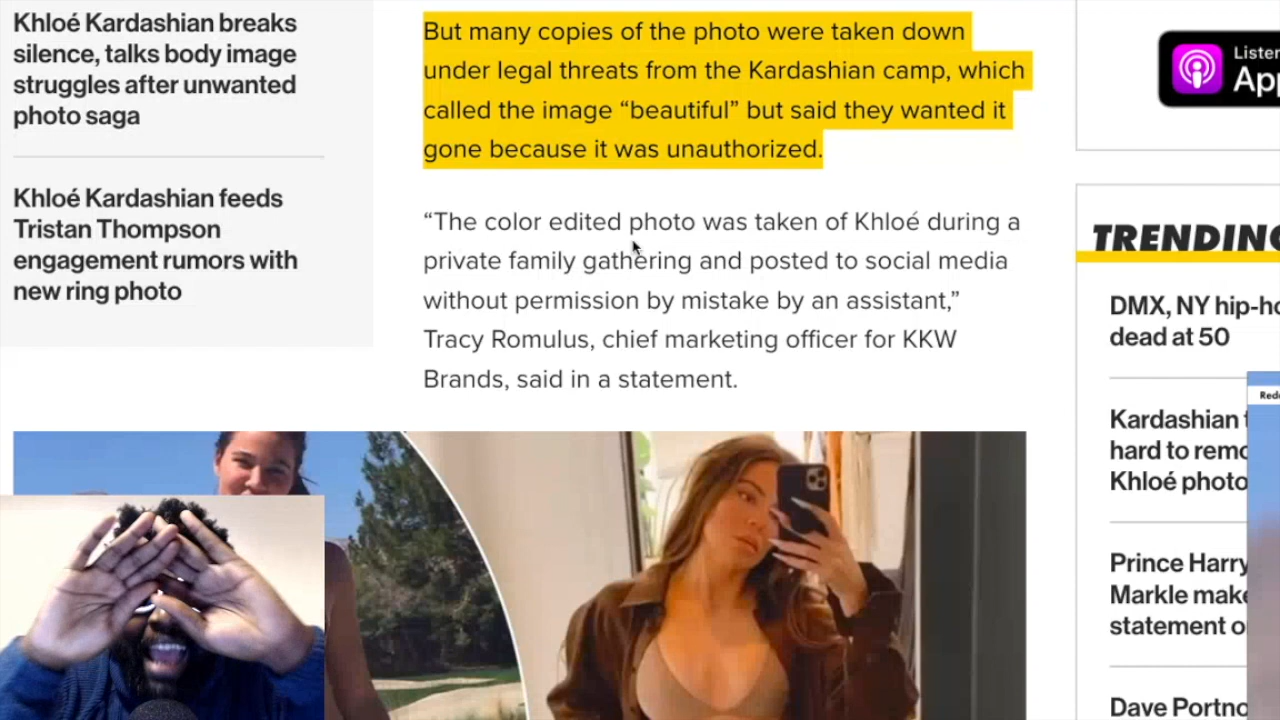 Khloé Kardashian breaks
silence, talks body image
struggles after unwanted
photo saga
Khloé Kardashian feeds
Tristan Thompson
engagement rumors with
new ring photo
But many copies of the photo were taken down
under legal threats from the Kardashian camp, which
called the image “beautiful” but said they wanted it
gone because it was unauthorized.
“The color edited photo was taken of Khloé during a
private family gathering and posted to social media
without permission by mistake by an assistant,”
Tracy Romulus, chief marketing officer for KKW
Brands, said in a statement.
Listen
App
TRENDING
DMX, NY hip-ho
dead at 50
Kardashian t
hard to remo
Khloé photo
Prince Harry
Markle make
statement o
Dave Portno
Redu